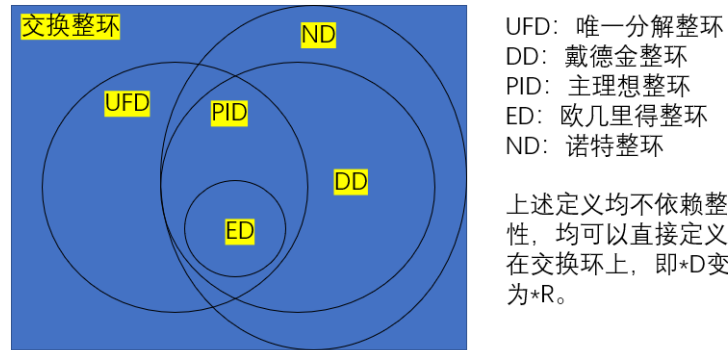 交换整环
ND
UFD
PID
DD
ED
UFD：唯一分解整环
DD：戴德金整环
PID：主理想整环
ED：欧几里得整环
ND：诺特整环
上述定义均不依赖整
性，均可以直接定义
在交换环上，即*D变
为*R。